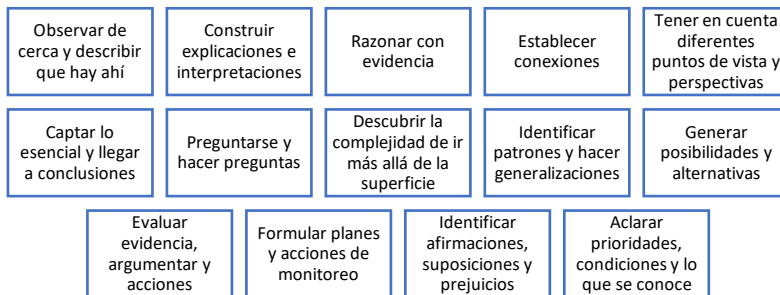 Observar de
cerca y describir
que hay ahí
Construir
explicaciones e
interpretaciones
Razonar con
evidencia
Establecer
conexiones
Tener en cuenta
diferentes
puntos de vista y
perspectivas
Captar lo
esencial y llegar
a conclusiones
Preguntarse y
hacer preguntas
Descubrir la
complejidad de ir
más allá de la
superficie
Identificar
patrones y hacer
generalizaciones
Generar
posibilidades y
alternativas
Evaluar
evidencia,
argumentar y
acciones
Formular planes
y acciones de
monitoreo
Identificar
afirmaciones,
suposiciones y
prejuicios
Aclarar
prioridades,
condiciones y lo
que se conoce